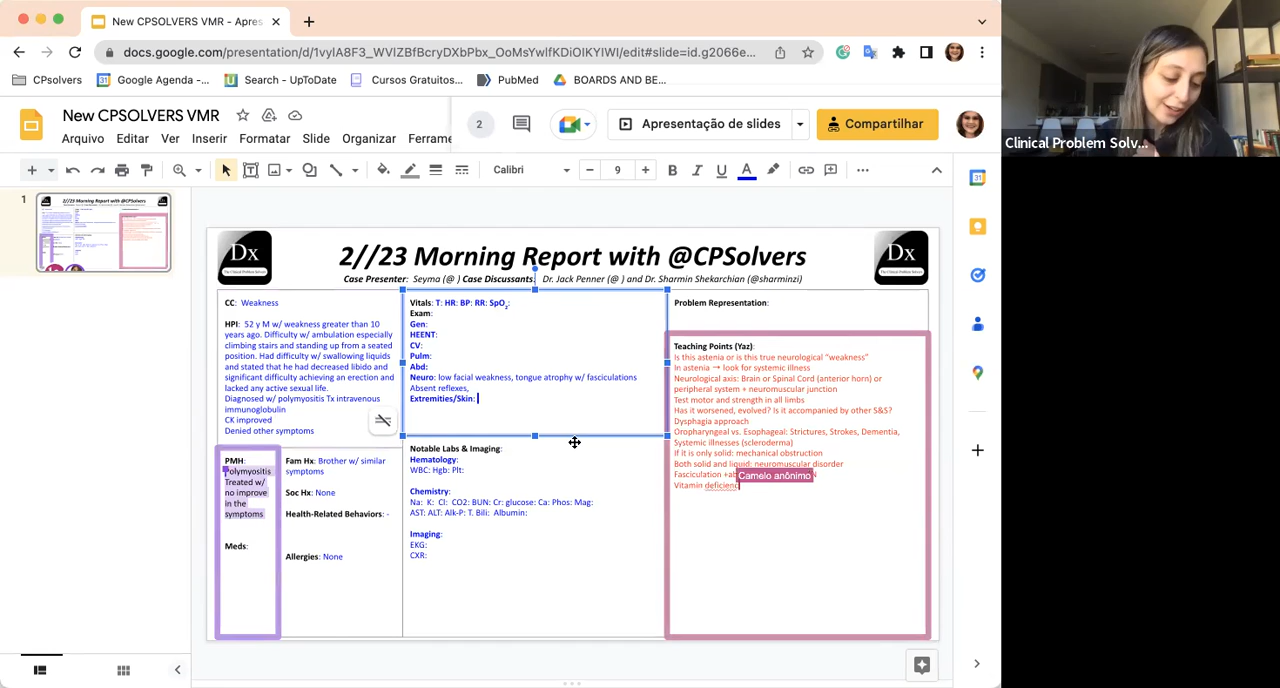 New CPSOLVERS VMR - Apres
docs.google.com/presentation/d/1vyIA8F3_WVIZBfBcryDXbPbx_OoMsYwlfKDiOIKYIWI/edit#slide=id.g2066e...
CPsolvers
Google Agenda -...
Search - UpToDate
Cursos Gratuitos...
PubMed
BOARDS AND BE...
New CPSOLVERS VMR
Arquivo Editar Ver Inserir Formatar Slide Organizar Ferrame
2
Apresentação de slides
Compartilhar
Calibri
9
1
Dx
2//23 Morning Report with @CPSolvers
Case Presenter: Seyma (@ ) Case Discussants: Dr. Jack Penner (@ ) and Dr. Sharmin Shekarchian (@sharminzi)
CC: Weakness
HPI: 52 y M w/ weakness greater than 10
years ago. Difficulty w/ ambulation especially
climbing stairs and standing up from a seated
position. Had difficulty w/ swallowing liquids
and stated that he had decreased libido and
significant difficulty achieving an erection and
lacked any active sexual life.
Diagnosed w/ polymyositis Tx intravenous
immunoglobulin
CK improved
Denied other symptoms
PMH:
Polymyositis
Treated w/
no improve
in the
symptoms
Meds:
Fam Hx: Brother w/ similar
symptoms
Soc Hx: None
Health-Related Behaviors: -
Allergies: None
Vitals: T: HR: BP: RR: SpO2:
Exam:
Gen:
HEENT:
CV:
Pulm:
Abd:
Neuro: low facial weakness, tongue atrophy w/ fasciculations
Absent reflexes,
Extremities/Skin:
Notable Labs & Imaging:
Hematology:
WBC: Hgb: Plt:
Chemistry:
Na: K: Cl: CO2: BUN: Cr: glucose: Ca: Phos: Mag:
AST: ALT: Alk-P: T. Bili: Albumin:
Imaging:
EKG:
CXR:
Problem Representation:
Teaching Points (Yaz):
Is this astenia or is this true neurological "weakness"
In astenia → look for systemic illness
Neurological axis: Brain or Spinal Cord (anterior horn) or
peripheral system + neuromuscular junction
Test motor and strength in all limbs
Has it worsened, evolved? Is it accompanied by other S&S?
Dysphagia approach
Oropharyngeal vs. Esophageal: Strictures, Strokes, Dementia,
Systemic illnesses (scleroderma)
If it is only solid: mechanical obstruction
Both solid and liquid: neuromuscular disorder
Fasciculation
Camelo anônimo
Vitamin deficienc
Dx
Clinical Problem Solv...